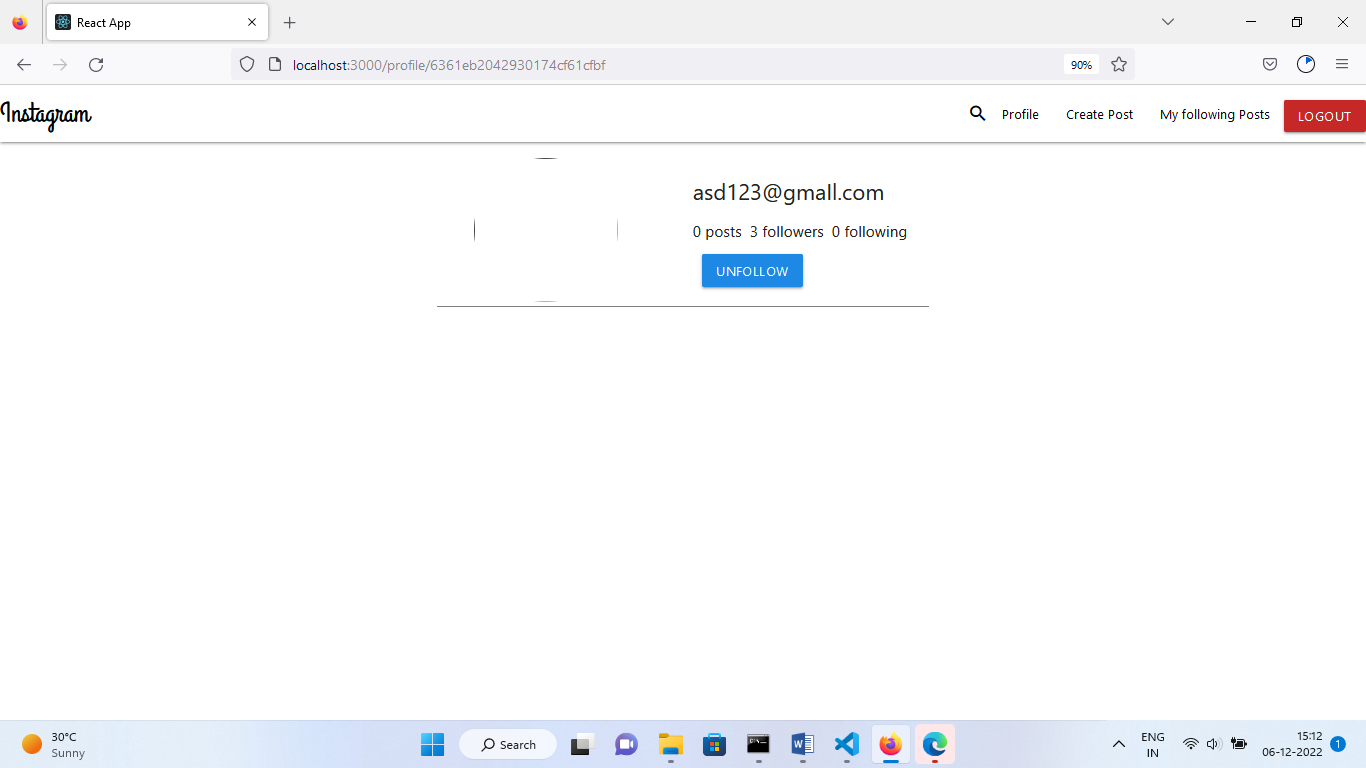 React App
localhost:3000/profile/6361eb2042930174cf61cfbf
90%
Instagram
Profile
Create Post
My following Posts
LOGOUT
asd123@gmall.com
0 posts 3 followers 0 following
UNFOLLOW
30°C
Sunny
Search
ENG
IN
15:12
06-12-2022
1